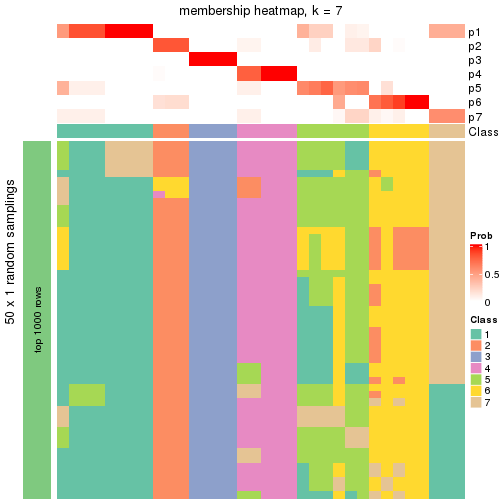 membership heatmap, k = 7
p1
p2
p3
p4
p5
p6
p7
Class
50 x 1 random samplings
top 1000 rows
Prob
1
0.5
0
Class
1
2
3
4
5
6
7